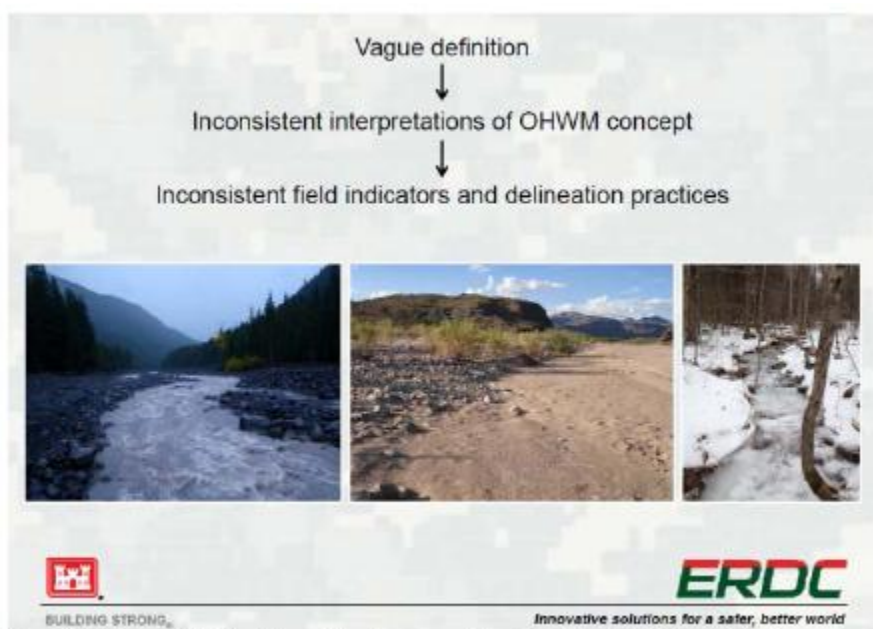 Vague definition
Inconsistent interpretations of OHWM concept
Inconsistent field indicators and delineation practices
ERDC
BUILDING STRONG®
Innovative solutions for a safer, better world